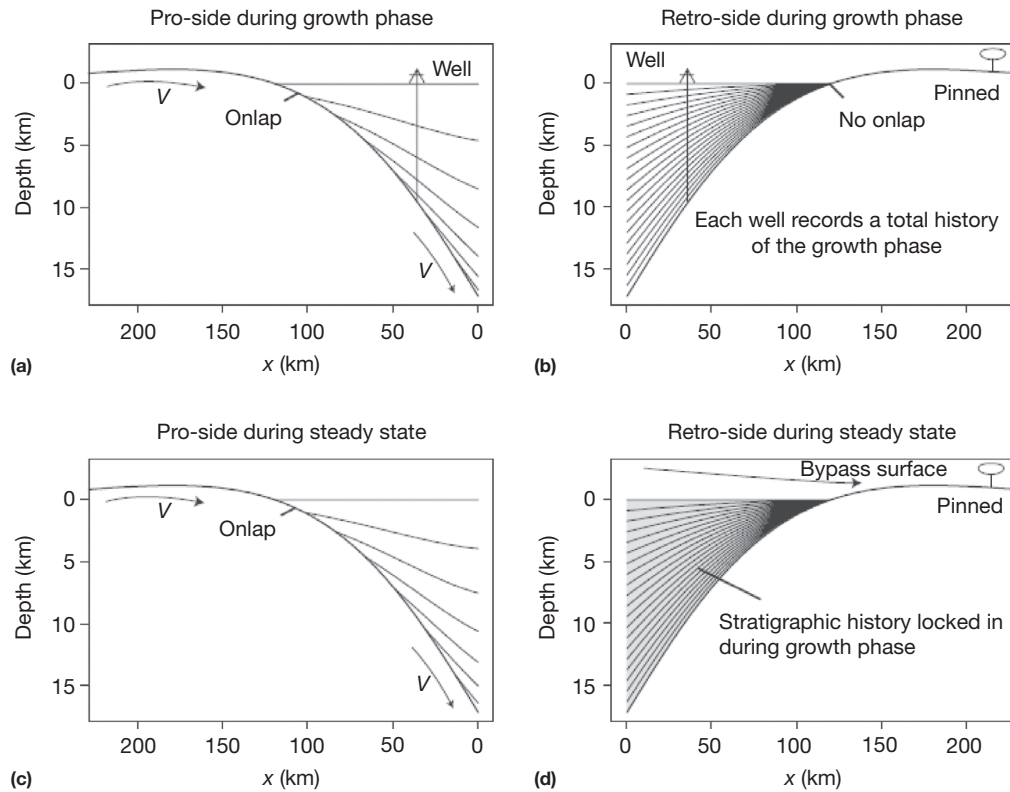 Pro-side during growth phase
0
5
10
15
Depth (km)
V
Onlap
Well
V
200 150 100 50 0
x (km)
(a)
Retro-side during growth phase
0
5
10
15
Depth (km)
Well
Pinned
No onlap
Each well records a total history
of the growth phase
0 50 100 150 200
x (km)
(b)
Pro-side during steady state
0
5
10
15
Depth (km)
V
Onlap
V
200 150 100 50 0
x (km)
(c)
Retro-side during steady state
0
5
10
15
Depth (km)
Bypass surface
Pinned
Stratigraphic history locked in
during growth phase
0 50 100 150 200
x (km)
(d)